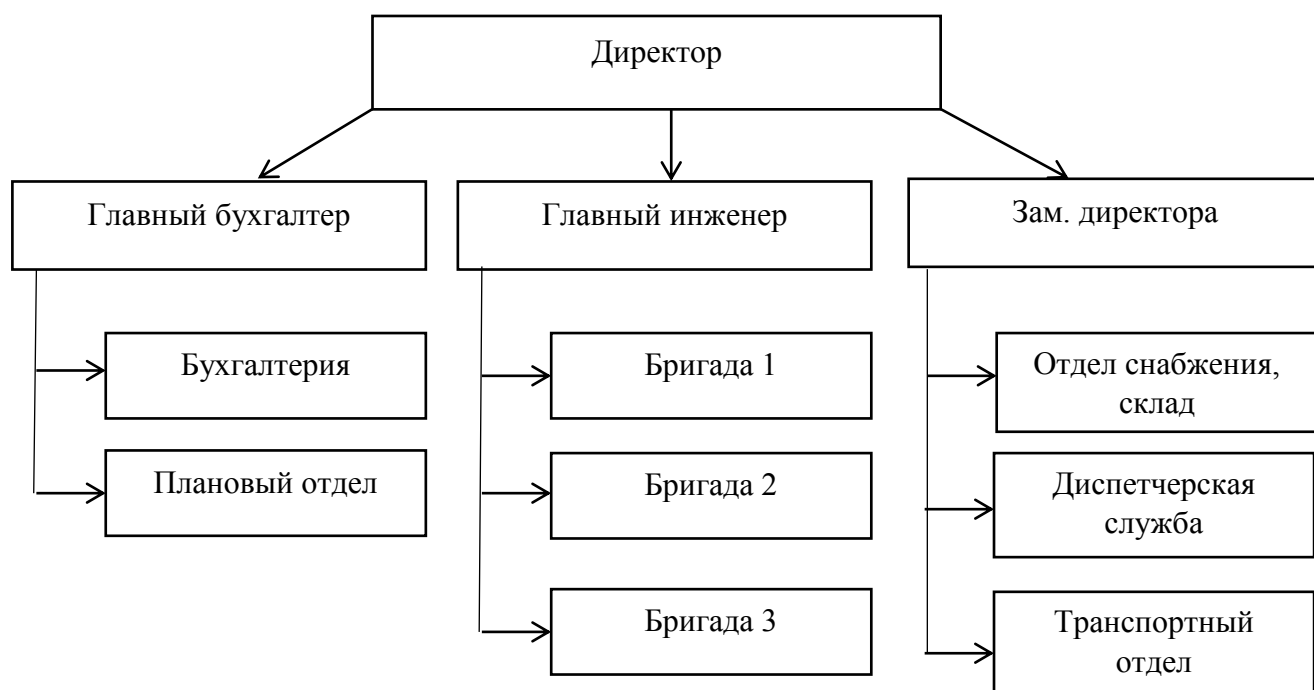 Директор
Главный бухгалтер
Главный инженер
Зам. директора
Бухгалтерия
Плановый отдел
Бригада 1
Бригада 2
Бригада 3
Отдел снабжения,
склад
Диспетчерская
служба
Транспортный
отдел